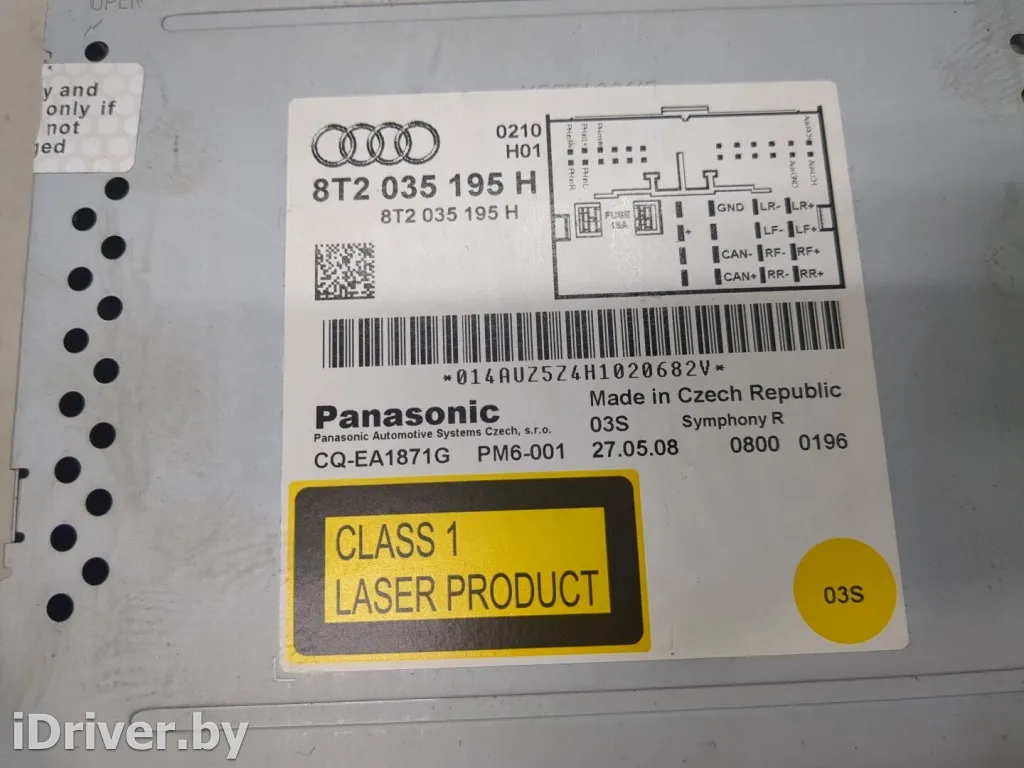 OPEN
y and
only if
not
ged
0210
H01
8T2 035 195 H
8T2 035 195 H
FUSE
15A
+
GND LR- LR+
LF- LF+
CAN- RF- RF+
CAN+ RR- RR+
*014AUZ5Z4H1020682V*
Panasonic
Made in Czech Republic
Panasonic Automotive Systems Czech, s.r.o.
03S Symphony R
CQ-EA1871G PM6-001 27.05.08 0800 0196
CLASS 1
LASER PRODUCT
03S
iDriver.by